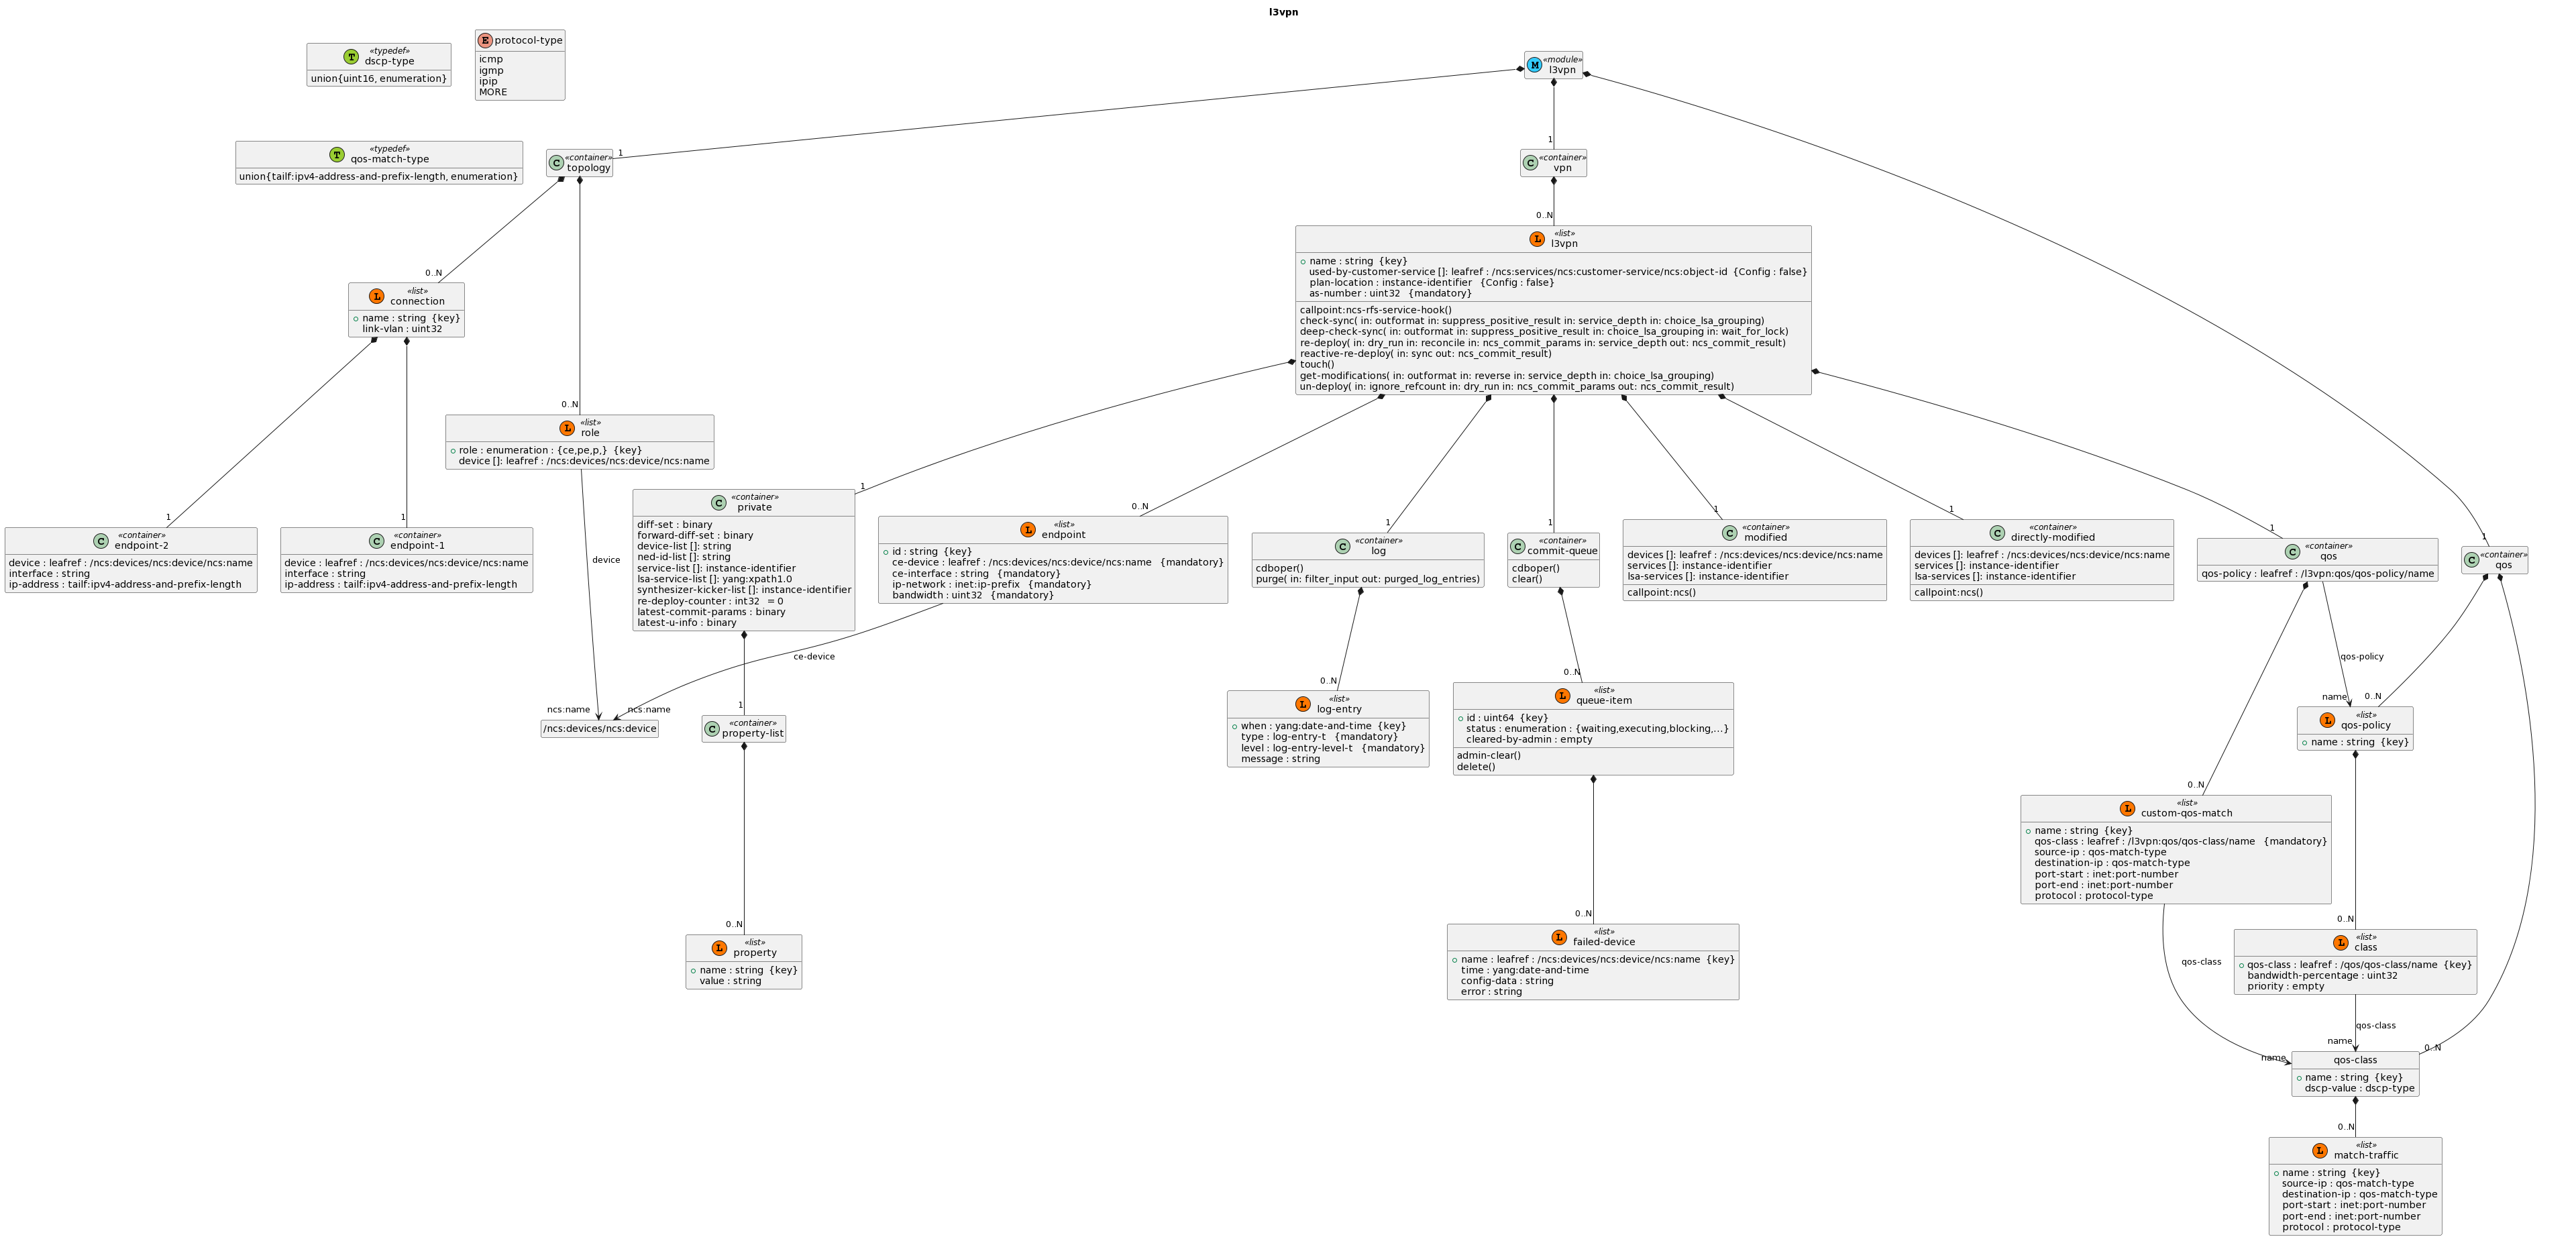 l3vpn
T
«typedef»
dscp-type
union{uint16, enumeration}
E
protocol-type
icmp
igmp
ipip
MORE
M
«module»
l3vpn
T
«typedef»
qos-match-type
union{tailf:ipv4-address-and-prefix-length, enumeration}
C
«container»
topology
1
1
C
«container»
vpn
0..N
0..N
L
«list»
l3vpn
name : string {key}
used-by-customer-service []: leafref : /ncs:services/ncs:customer-service/ncs:object-id {Config : false}
plan-location : instance-identifier {Config : false}
as-number : uint32 {mandatory}
callpoint:ncs-rfs-service-hook()
check-sync( in: outformat in: suppress_positive_result in: service_depth in: choice_lsa_grouping)
deep-check-sync( in: outformat in: suppress_positive_result in: choice_lsa_grouping in: wait_for_lock)
re-deploy( in: dry_run in: reconcile in: ncs_commit_params in: service_depth out: ncs_commit_result)
reactive-re-deploy( in: sync out: ncs_commit_result)
touch()
get-modifications( in: outformat in: reverse in: service_depth in: choice_lsa_grouping)
un-deploy( in: ignore_refcount in: dry_run in: ncs_commit_params out: ncs_commit_result)
L
«list»
connection
name : string {key}
link-vlan : uint32
0..N
L
«list»
role
role : enumeration : {ce,pe,p,} {key}
device []: leafref : /ncs:devices/ncs:device/ncs:name
1
C
«container»
endpoint-2
device : leafref : /ncs:devices/ncs:device/ncs:name
interface : string
ip-address : tailf:ipv4-address-and-prefix-length
1
C
«container»
endpoint-1
device : leafref : /ncs:devices/ncs:device/ncs:name
interface : string
ip-address : tailf:ipv4-address-and-prefix-length
device
1
C
«container»
private
diff-set : binary
forward-diff-set : binary
device-list []: string
ned-id-list []: string
service-list []: instance-identifier
lsa-service-list []: yang:xpath1.0
synthesizer-kicker-list []: instance-identifier
re-deploy-counter : int32 = 0
latest-commit-params : binary
latest-u-info : binary
0..N
L
«list»
endpoint
id : string {key}
ce-device : leafref : /ncs:devices/ncs:device/ncs:name {mandatory}
ce-interface : string {mandatory}
ip-network : inet:ip-prefix {mandatory}
bandwidth : uint32 {mandatory}
1
C
«container»
log
cdboper()
purge( in: filter_input out: purged_log_entries)
1
C
«container»
commit-queue
cdboper()
clear()
1
C
«container»
modified
devices []: leafref : /ncs:devices/ncs:device/ncs:name
services []: instance-identifier
lsa-services []: instance-identifier
callpoint:ncs()
1
C
«container»
directly-modified
devices []: leafref : /ncs:devices/ncs:device/ncs:name
services []: instance-identifier
lsa-services []: instance-identifier
callpoint:ncs()
1
C
«container»
qos
qos-policy : leafref : /l3vpn:qos/qos-policy/name
1
C
«container»
qos
ce-device
qos-policy
ncs:name
ncs:name
/ncs:devices/ncs:device
1
C
«container»
property-list
0..N
L
«list»
log-entry
when : yang:date-and-time {key}
type : log-entry-t {mandatory}
level : log-entry-level-t {mandatory}
message : string
0..N
L
«list»
queue-item
id : uint64 {key}
status : enumeration : {waiting,executing,blocking,...}
cleared-by-admin : empty
admin-clear()
delete()
name
0..N
L
«list»
qos-policy
name : string {key}
0..N
L
«list»
custom-qos-match
name : string {key}
qos-class : leafref : /l3vpn:qos/qos-class/name {mandatory}
source-ip : qos-match-type
destination-ip : qos-match-type
port-start : inet:port-number
port-end : inet:port-number
protocol : protocol-type
0..N
L
«list»
property
name : string {key}
value : string
0..N
L
«list»
failed-device
name : leafref : /ncs:devices/ncs:device/ncs:name {key}
time : yang:date-and-time
config-data : string
error : string
0..N
L
«list»
class
qos-class : leafref : /qos/qos-class/name {key}
bandwidth-percentage : uint32
priority : empty
qos-class
qos-class
name
name
0..N
qos-class
name : string {key}
dscp-value : dscp-type
0..N
L
«list»
match-traffic
name : string {key}
source-ip : qos-match-type
destination-ip : qos-match-type
port-start : inet:port-number
port-end : inet:port-number
protocol : protocol-type